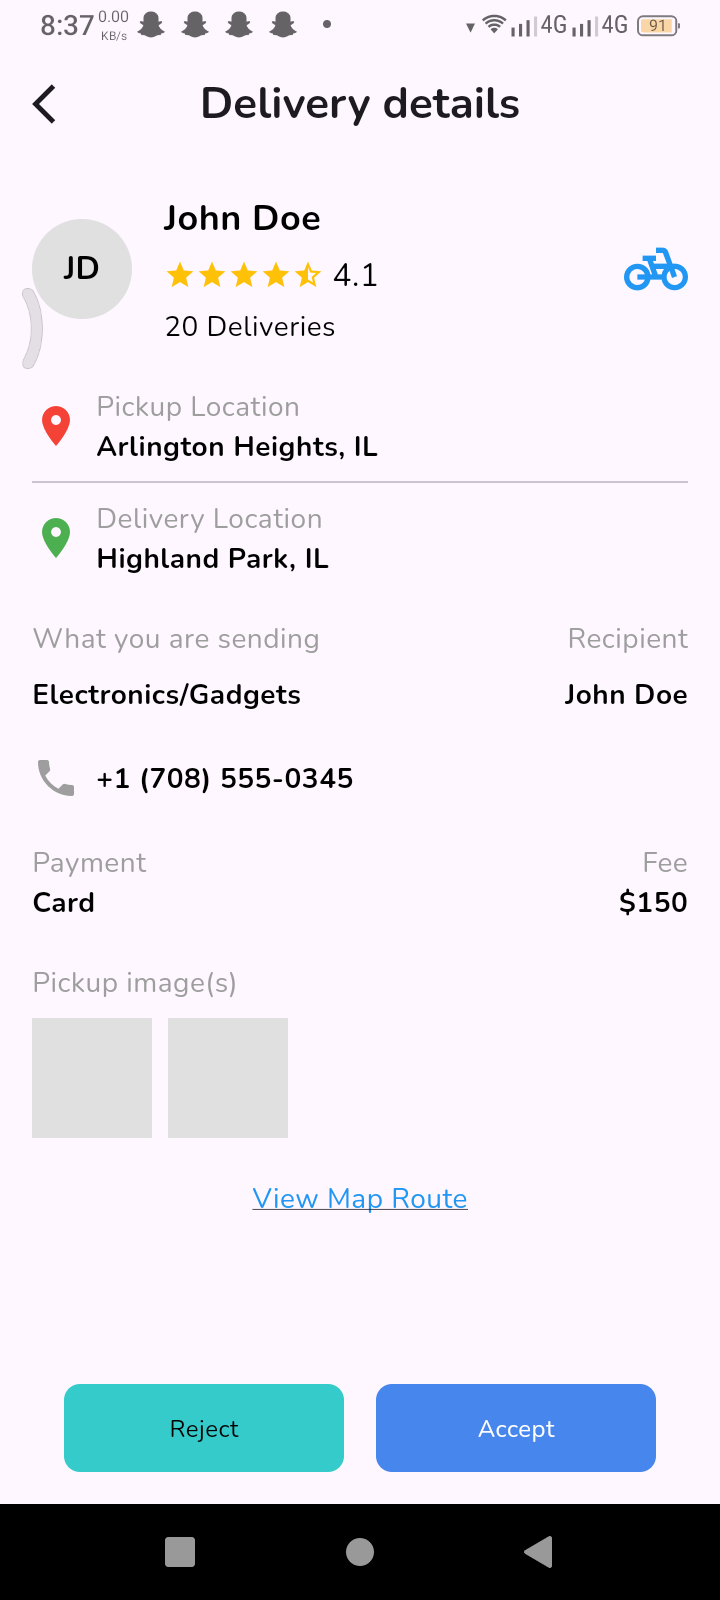 8:37 0.00 KB/s 4G 4G 91
Delivery details
JD
John Doe
4.1
20 Deliveries
Pickup Location
Arlington Heights, IL
Delivery Location
Highland Park, IL
What you are sending Recipient
Electronics/Gadgets John Doe
+1 (708) 555-0345
Payment Fee
Card $150
Pickup image(s)
View Map Route
Reject Accept